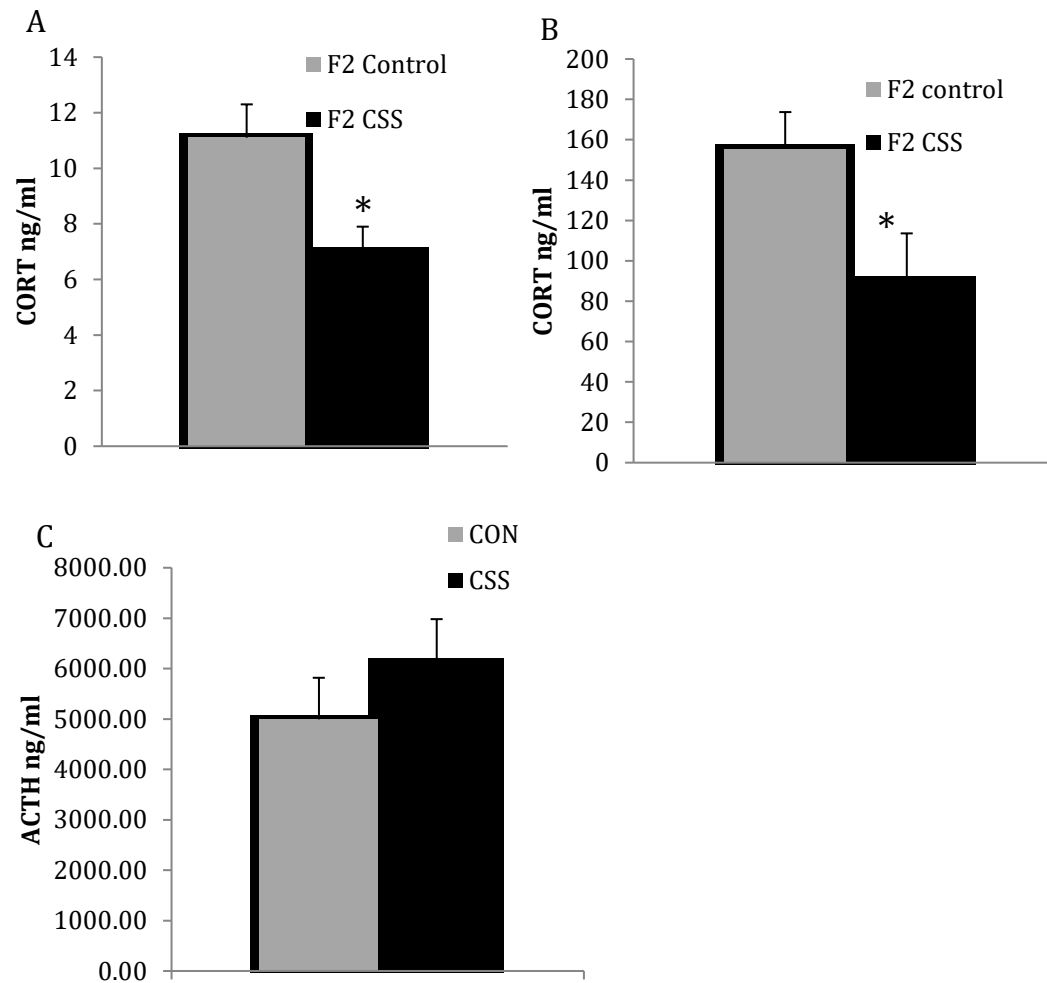 A
14
12
10
8
6
4
2
0
CORT ng/ml
F2 Control
F2 CSS
*
B
200
180
160
140
120
100
80
60
40
20
0
CORT ng/ml
F2 control
F2 CSS
*
C
CON
CSS
8000.00
7000.00
6000.00
5000.00
4000.00
3000.00
2000.00
1000.00
0.00
ACTH ng/ml